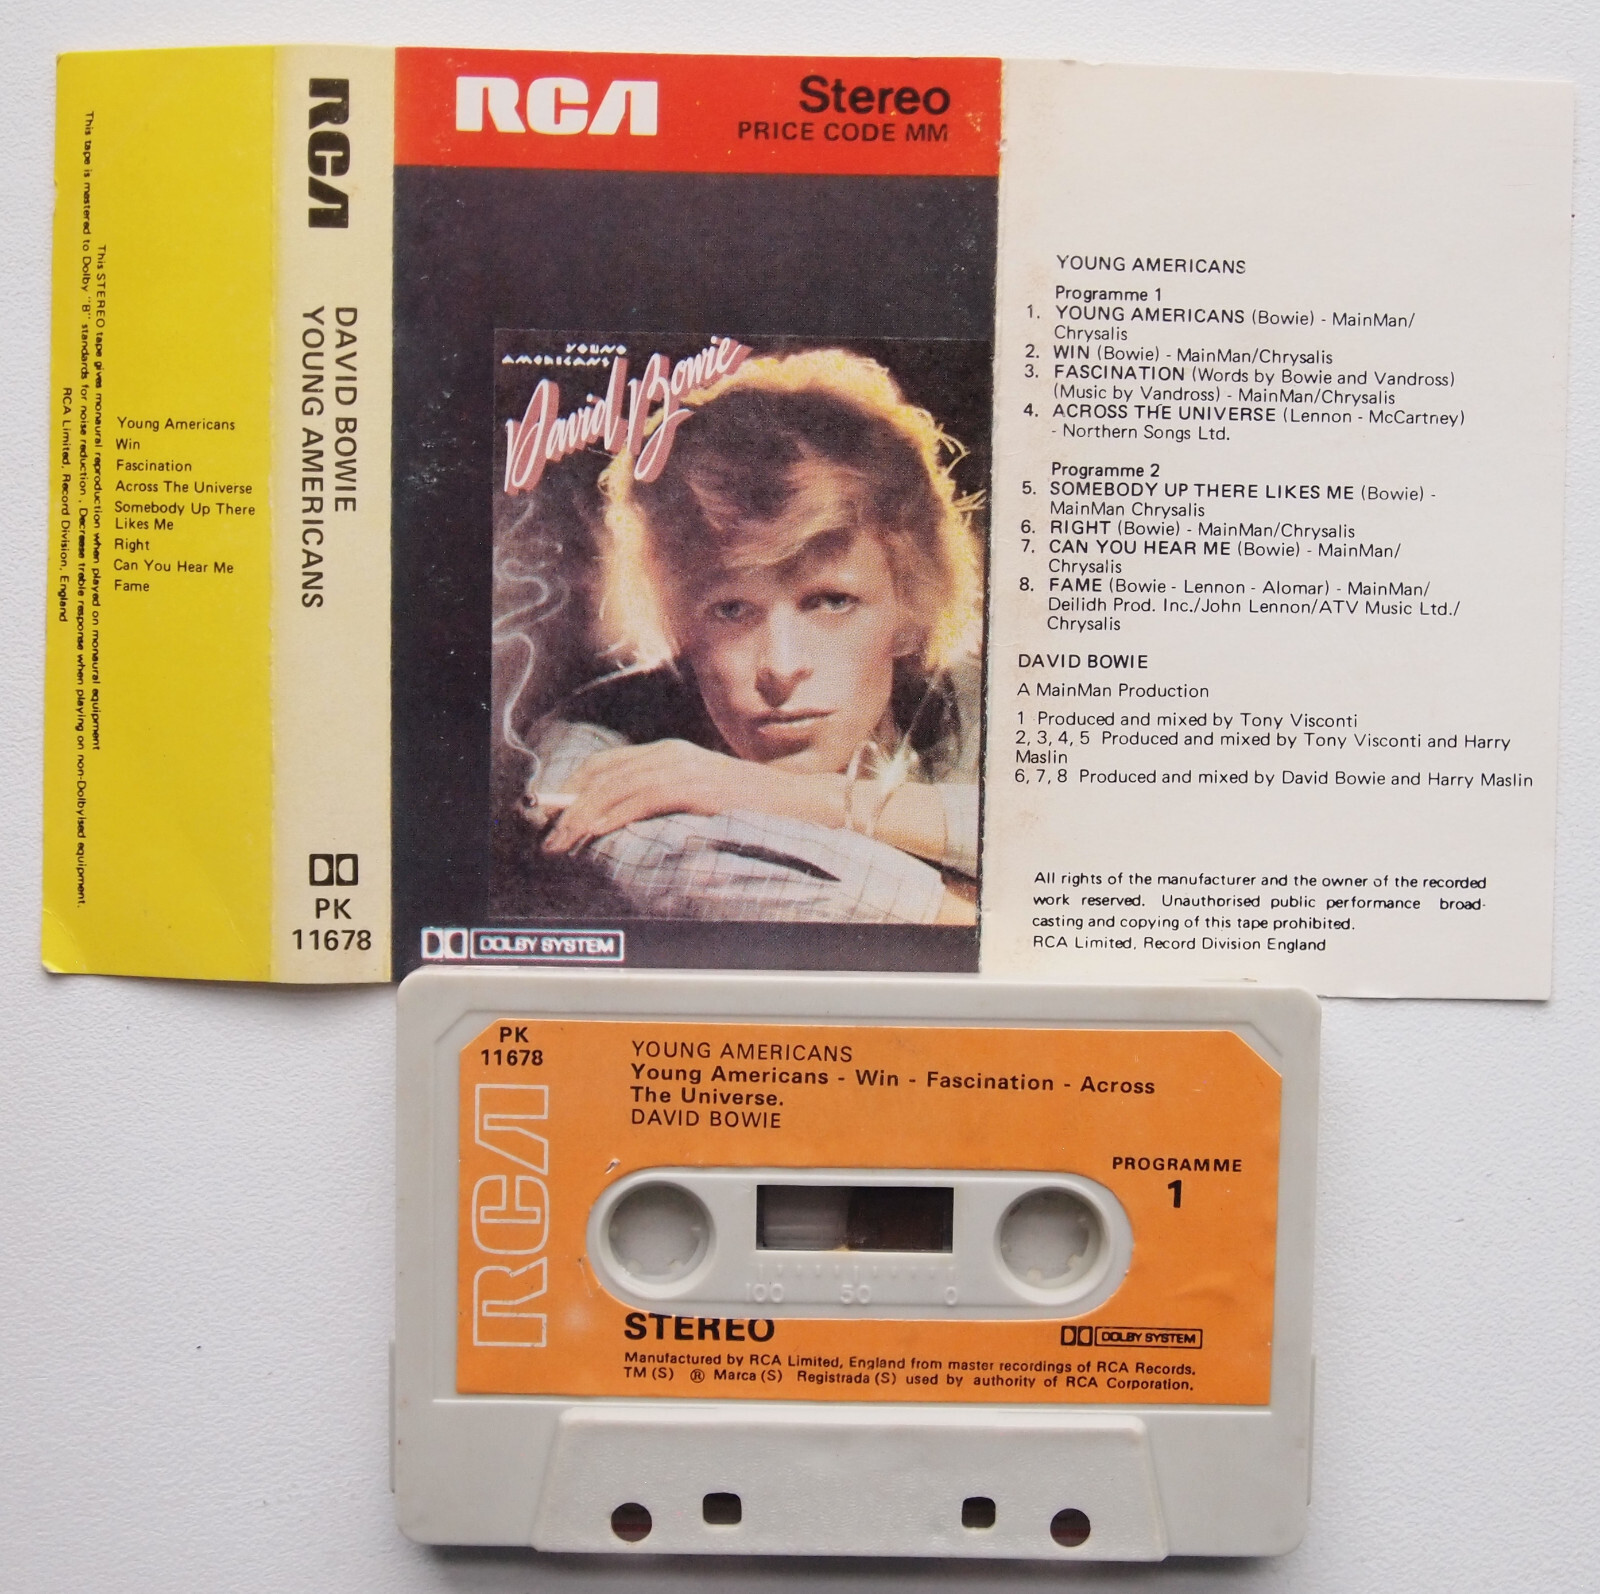 This STEREO tape gives monaural reproduction when played on monaural equipment
This tape is mastered to Dolby "B" standards for noise reduction. Decrease treble response when playing on non-Dolbyised equipment.
RCA Limited, Record Division, England
Young Americans
Win
Fascination
Across The Universe
Somebody Up There
Likes Me
Right
Can You Hear Me
Fame
RCA
DAVID BOWIE
YOUNG AMERICANS
PK
11678
RCA
Stereo
PRICE CODE MM
YOUNG
AMERICANS
David Bowie
DOLBY SYSTEM
YOUNG AMERICANS
Programme 1
1. YOUNG AMERICANS (Bowie) - MainMan/
Chrysalis
2. WIN (Bowie) - MainMan/Chrysalis
3. FASCINATION (Words by Bowie and Vandross)
(Music by Vandross) - MainMan/Chrysalis
4. ACROSS THE UNIVERSE (Lennon - McCartney)
- Northern Songs Ltd.
Programme 2
5. SOMEBODY UP THERE LIKES ME (Bowie) -
MainMan Chrysalis
6. RIGHT (Bowie) - MainMan/Chrysalis
7. CAN YOU HEAR ME (Bowie) - MainMan/
Chrysalis
8. FAME (Bowie - Lennon - Alomar) - MainMan/
Deilidh Prod. Inc./John Lennon/ATV Music Ltd./
Chrysalis
DAVID BOWIE
A MainMan Production
1 Produced and mixed by Tony Visconti
2, 3, 4, 5 Produced and mixed by Tony Visconti and Harry
Maslin
6, 7, 8 Produced and mixed by David Bowie and Harry Maslin
All rights of the manufacturer and the owner of the recorded
work reserved. Unauthorised public performance broad-
casting and copying of this tape prohibited.
RCA Limited, Record Division England
PK
11678
RCA
YOUNG AMERICANS
Young Americans - Win - Fascination - Across
The Universe.
DAVID BOWIE
PROGRAMME
1
100 50 0
STEREO
DOLBY SYSTEM
Manufactured by RCA Limited, England from master recordings of RCA Records.
TM (S) ® Marca (S) Registrada (S) used by authority of RCA Corporation.